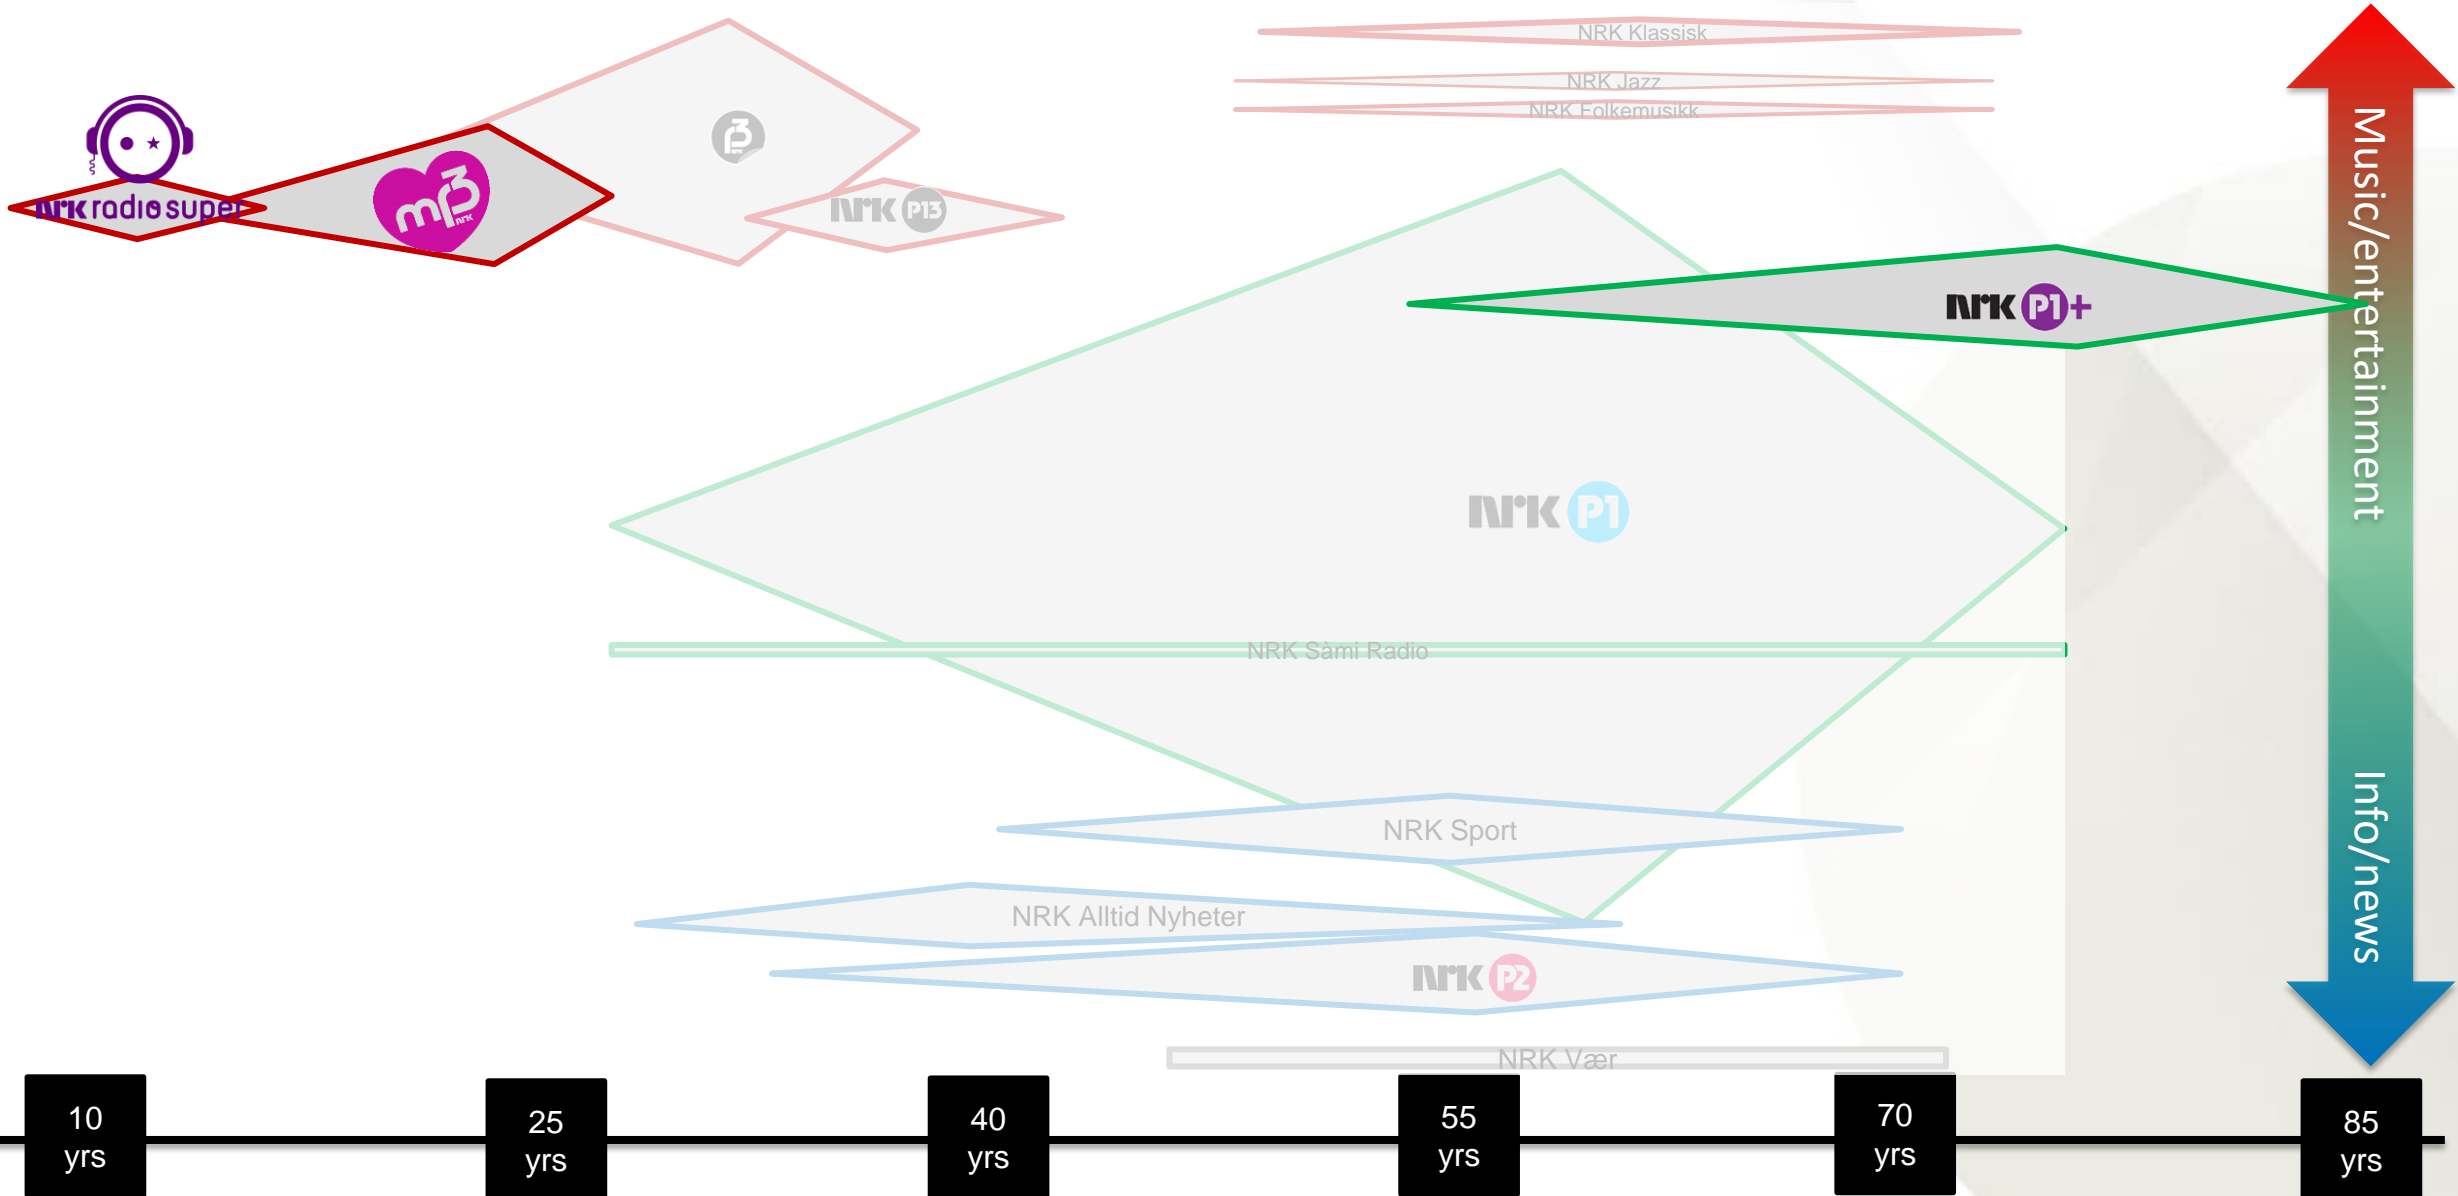 NRK Klassisk
NRK Jazz
NRK Folkemusikk
P3
nrk radio super
mp3
nrk
nrk P13
nrk P1+
nrk P1
NRK Sàmi Radio
NRK Sport
NRK Alltid Nyheter
nrk P2
NRK Vær
Music/entertainment
Info/news
10
yrs
25
yrs
40
yrs
55
yrs
70
yrs
85
yrs